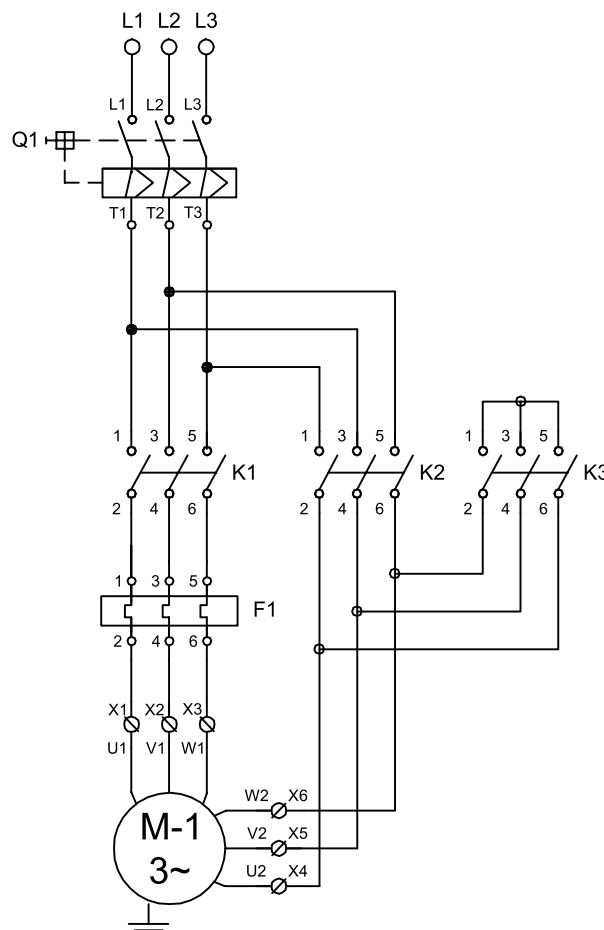 L1 L2 L3
L1 L2 L3
Q1
T1 T2 T3
1 3 5 K1
2 4 6
1 3 5 K2
2 4 6
1 3 5 K3
2 4 6
1 3 5
F1
2 4 6
X1 X2 X3
U1 V1 W1
W2 X6
V2 X5
U2 X4
M-1
3~